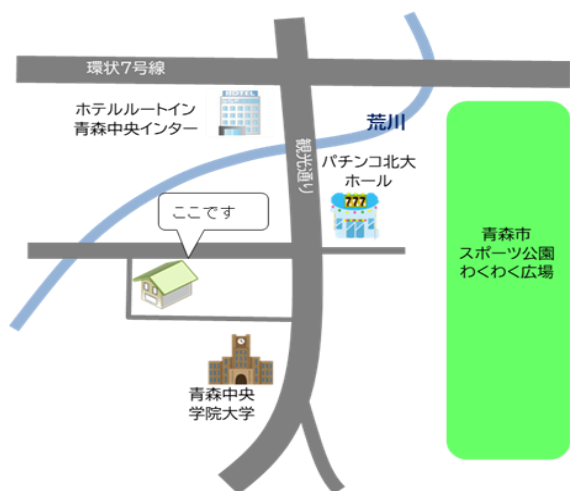 環状7号線
HOTEL
ホテルルートイン
青森中央インター
観光通り
荒川
パチンコ北大
ホール
777
ここです
青森市
スポーツ公園
わくわく広場
青森中央
学院大学